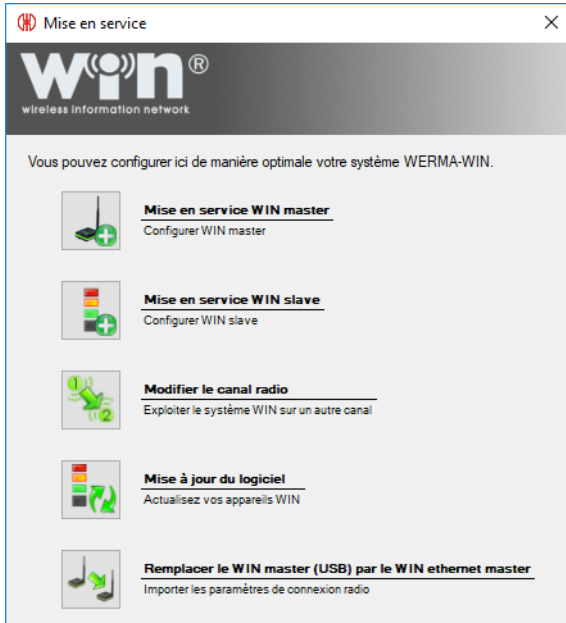 Mise en service
win®
wireless information network
Vous pouvez configurer ici de manière optimale votre système WERMA-WIN.
Mise en service WIN master
Configurer WIN master
Mise en service WIN slave
Configurer WIN slave
1
2
Modifier le canal radio
Exploiter le système WIN sur un autre canal
Mise à jour du logiciel
Actualisez vos appareils WIN
Remplacer le WIN master (USB) par le WIN ethernet master
Importer les paramètres de connexion radio